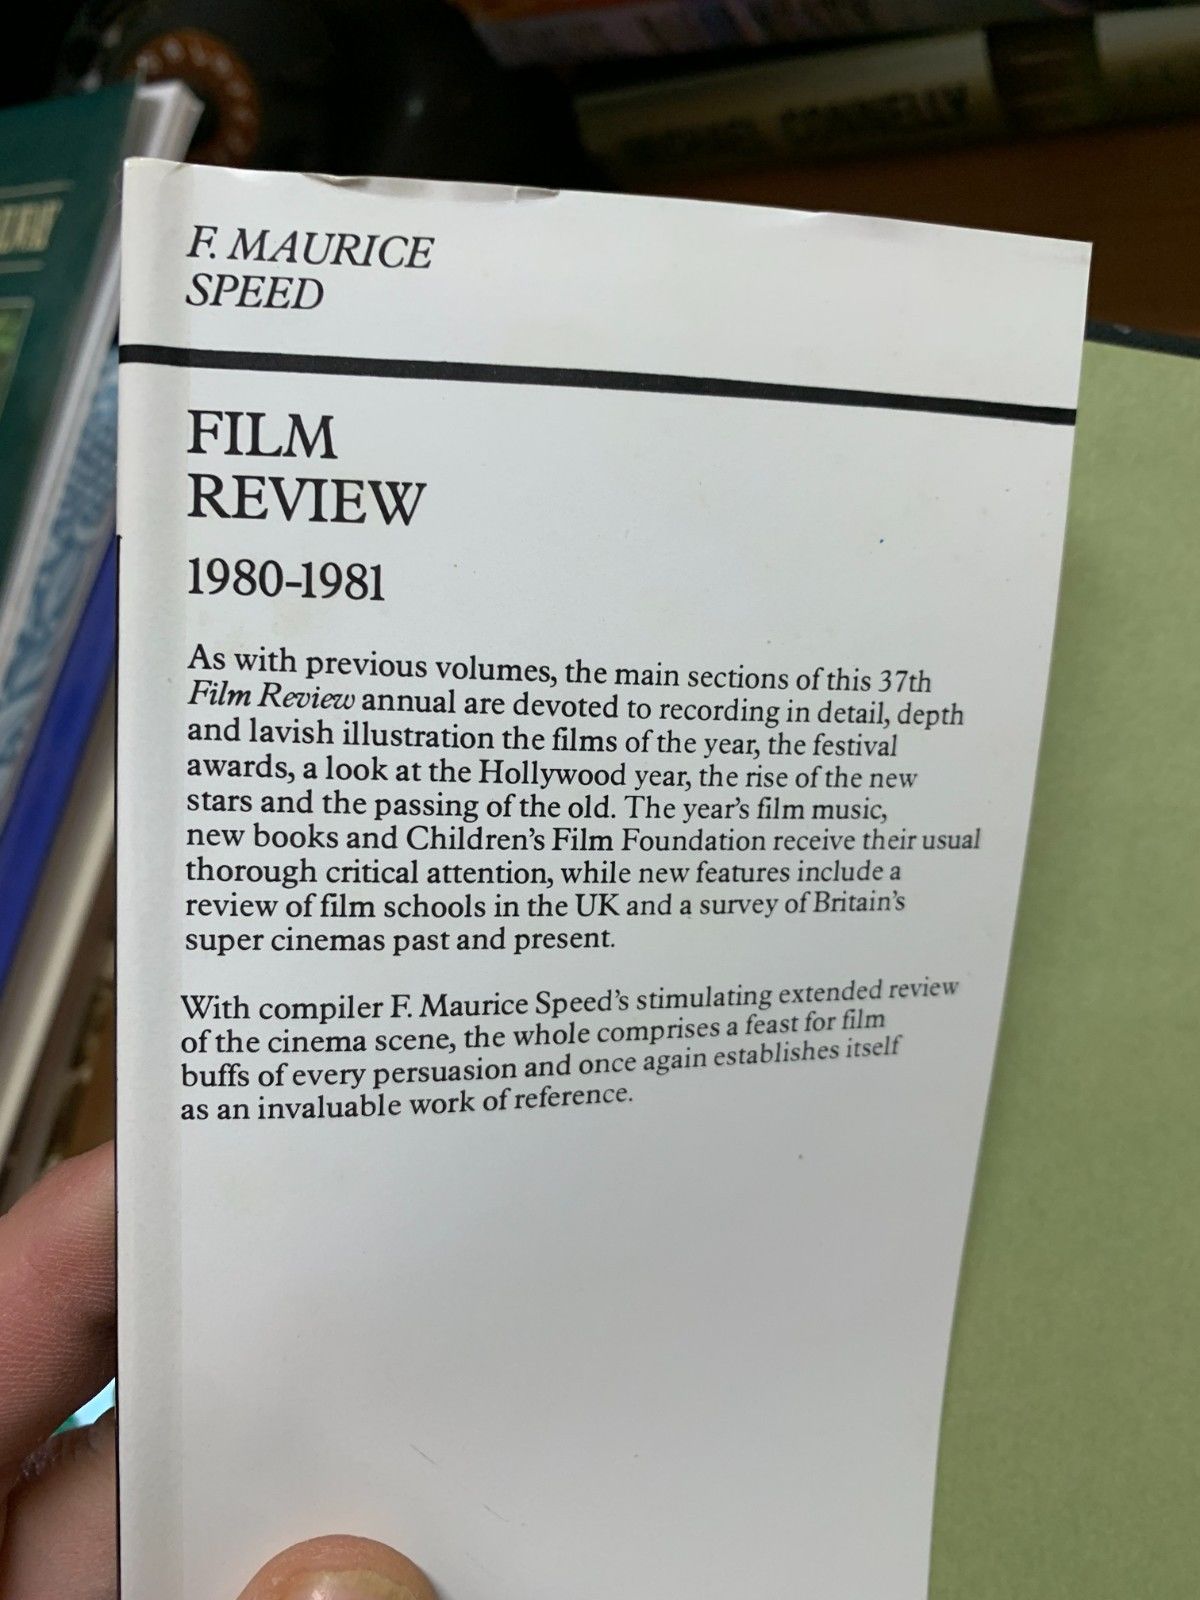 F. MAURICE
SPEED
FILM
REVIEW
1980-1981
As with previous volumes, the main sections of this 37th
Film Review annual are devoted to recording in detail, depth
and lavish illustration the films of the year, the festival
awards, a look at the Hollywood year, the rise of the new
stars and the passing of the old. The year's film music,
new books and Children's Film Foundation receive their usual
thorough critical attention, while new features include a
review of film schools in the UK and a survey of Britain's
super cinemas past and present.
With compiler F. Maurice Speed's stimulating extended review
of the cinema scene, the whole comprises a feast for film
buffs of every persuasion and once again establishes itself
as an invaluable work of reference.